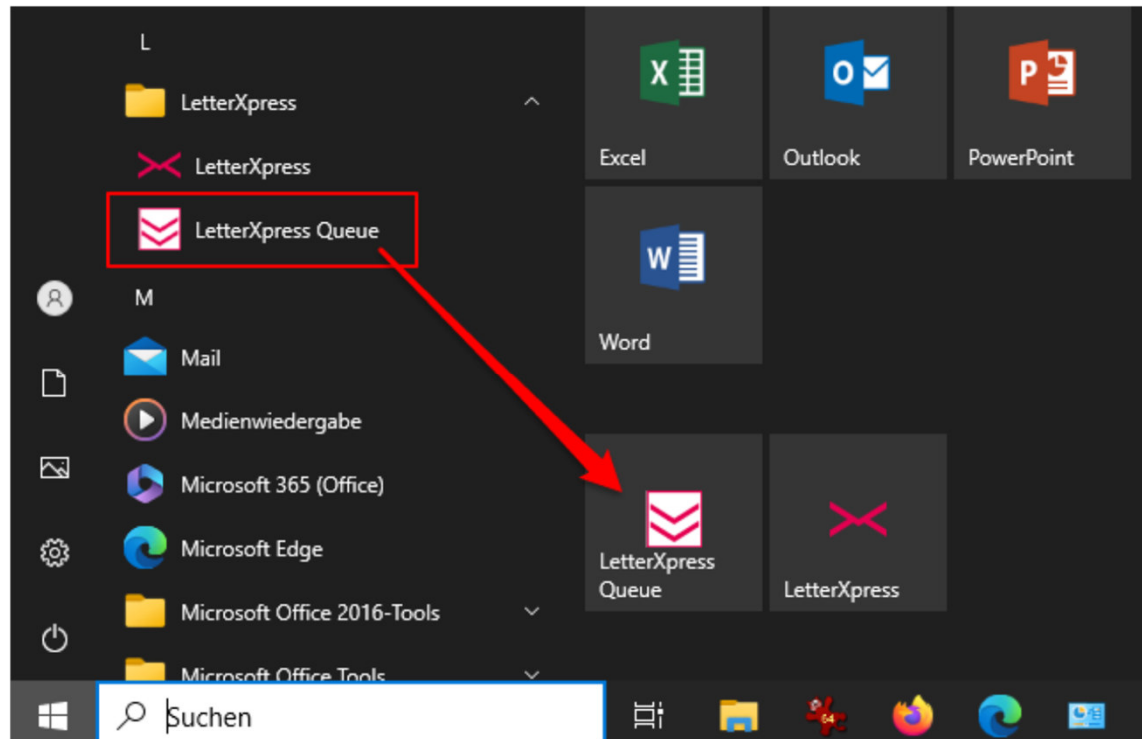 L
LetterXpress
LetterXpress
LetterXpress Queue
M
Mail
Medienwiedergabe
Microsoft 365 (Office)
Microsoft Edge
Microsoft Office 2016-Tools
Microsoft Office Tools
Excel
Outlook
PowerPoint
Word
LetterXpress
Queue
LetterXpress
Suchen
64